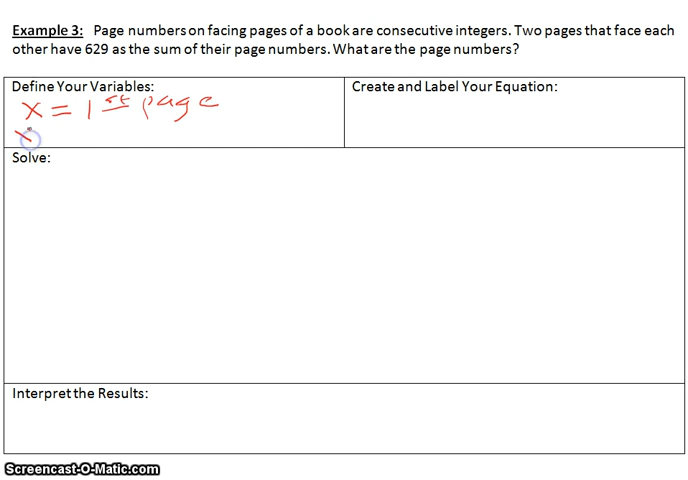 Example 3: Page numbers on facing pages of a book are consecutive integers. Two pages that face each
other have 629 as the sum of their page numbers. What are the page numbers?
Define Your Variables:
x = 1st page
x
Create and Label Your Equation:
Solve:
Interpret the Results:
Screencast-O-Matic.com